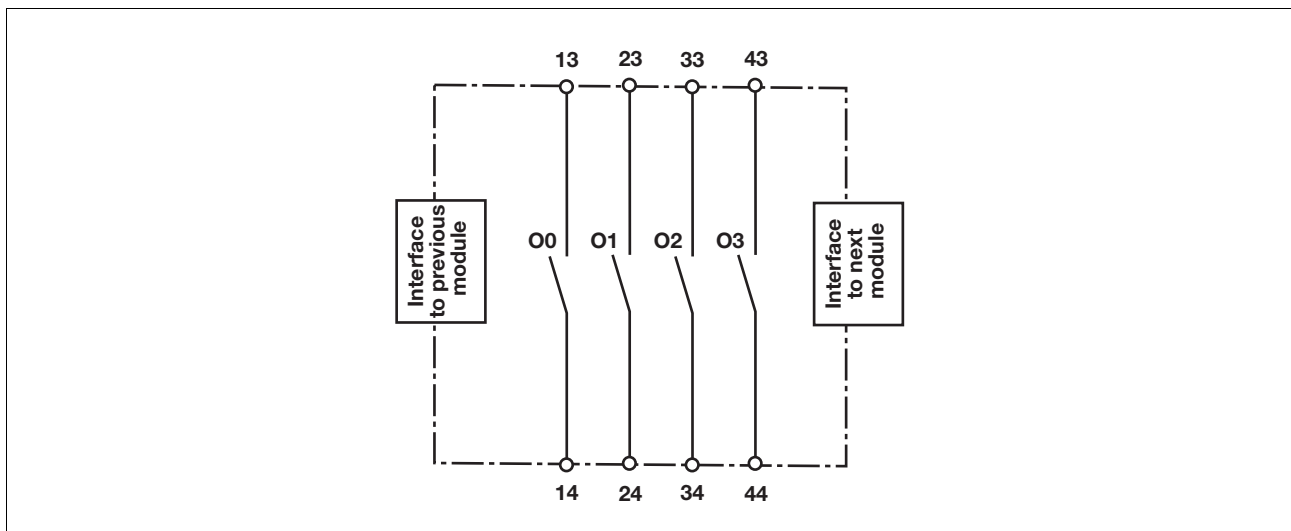 13 23 33 43
Interface
to previous
module
O0 O1 O2 O3
Interface
to next
module
14 24 34 44